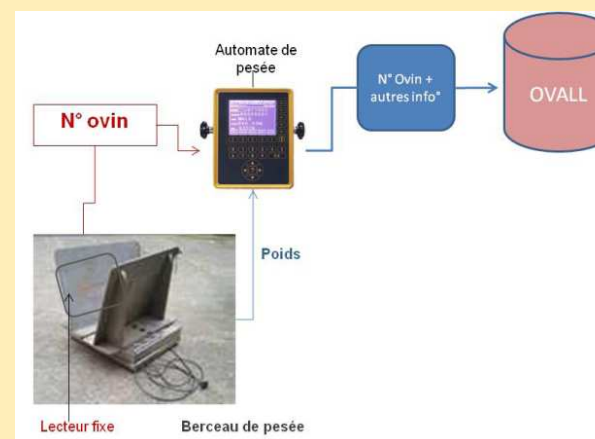 Automate de
pesée
N° Ovin +
autres info°
OVALL
N° ovin
Poids
Lecteur fixe
Berceau de pesée